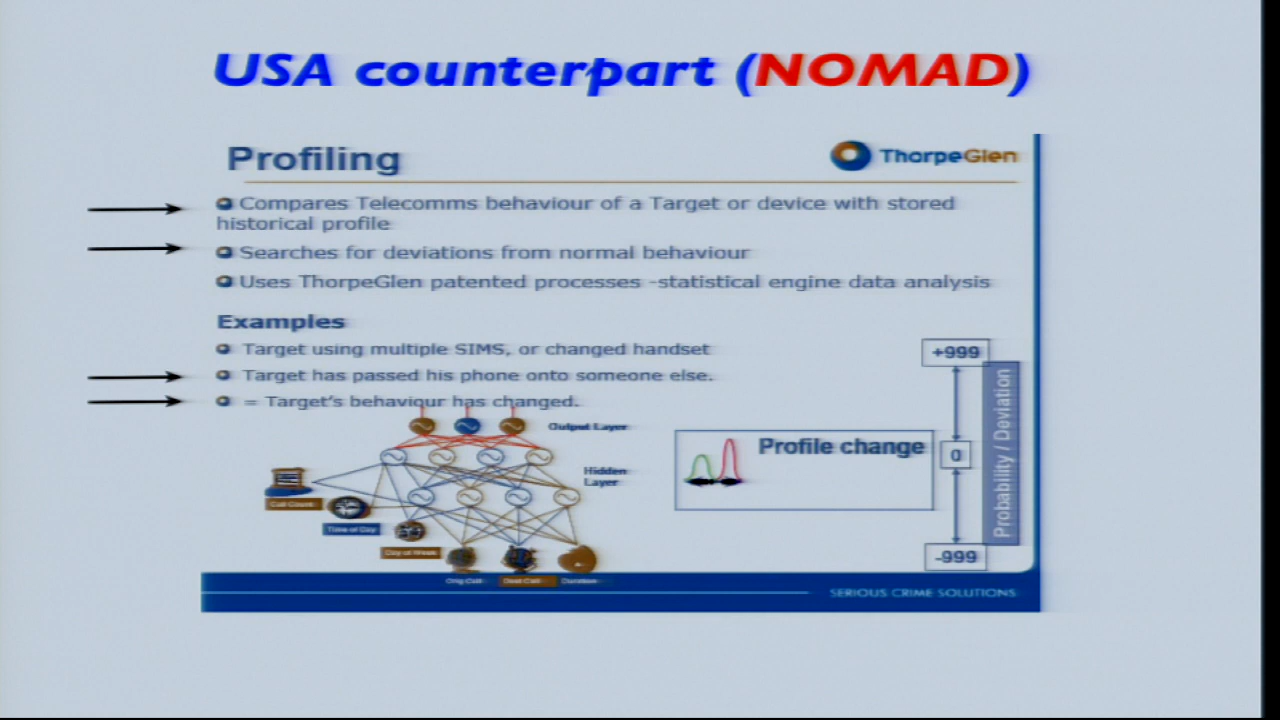 USA counterpart (NOMAD)
Profiling
ThorpeGlen
Compares Telecomms behaviour of a Target or device with stored
historical profile
Searches for deviations from normal behaviour
Uses ThorpeGlen patented processes -statistical engine data analysis
Examples
Target using multiple SIMS, or changed handset
Target has passed his phone onto someone else.
= Target's behaviour has changed.
Output Layer
Hidden
Layer
Call Count
Time of Day
Day of Week
Orig Cell
Dest Cell
Duration
Profile change
+999
0
-999
Probability / Deviation
SERIOUS CRIME SOLUTIONS